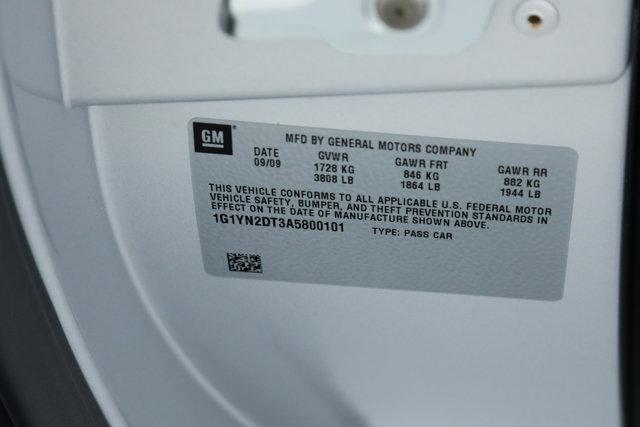 GM
MFD BY GENERAL MOTORS COMPANY
DATE GVWR GAWR FRT GAWR RR
09/09 1728 KG 846 KG 882 KG
3808 LB 1864 LB 1944 LB
THIS VEHICLE CONFORMS TO ALL APPLICABLE U.S. FEDERAL MOTOR
VEHICLE SAFETY, BUMPER, AND THEFT PREVENTION STANDARDS IN
EFFECT ON THE DATE OF MANUFACTURE SHOWN ABOVE.
1G1YN2DT3A5800101 TYPE: PASS CAR